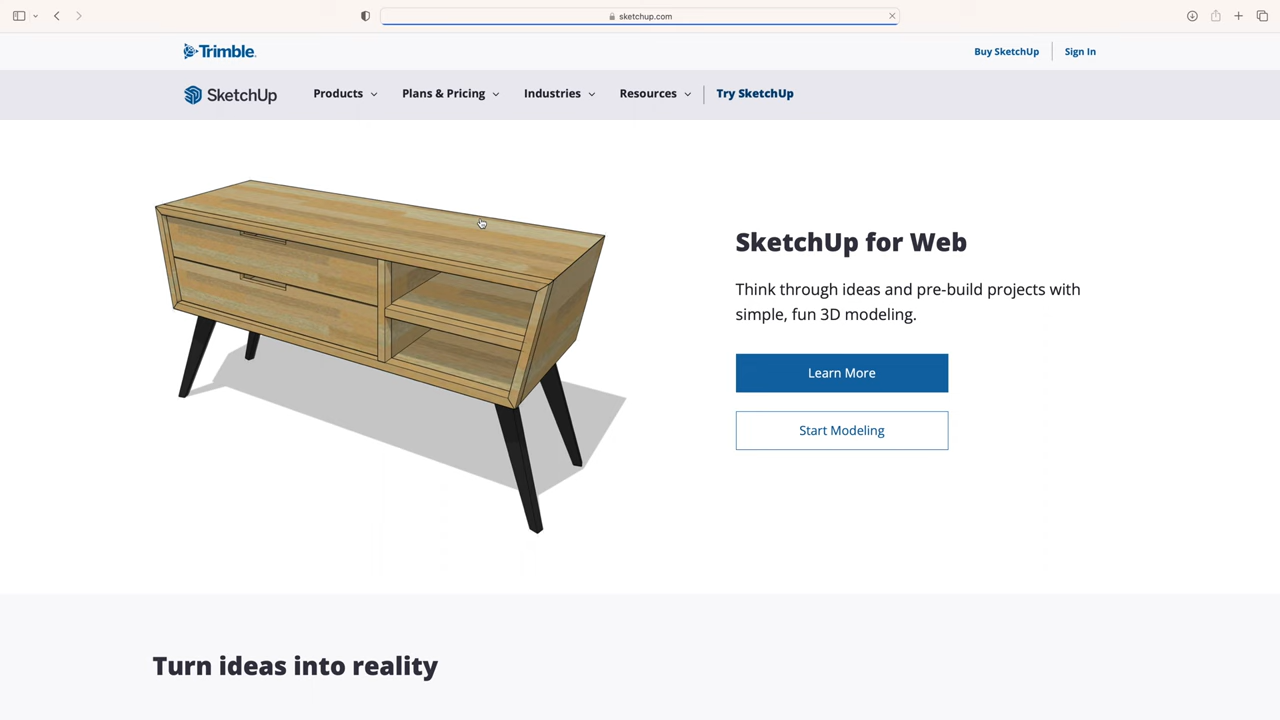 sketchup.com
Trimble.
Buy SketchUp
Sign In
SketchUp
Products
Plans & Pricing
Industries
Resources
Try SketchUp
SketchUp for Web
Think through ideas and pre-build projects with
simple, fun 3D modeling.
Learn More
Start Modeling
Turn ideas into reality